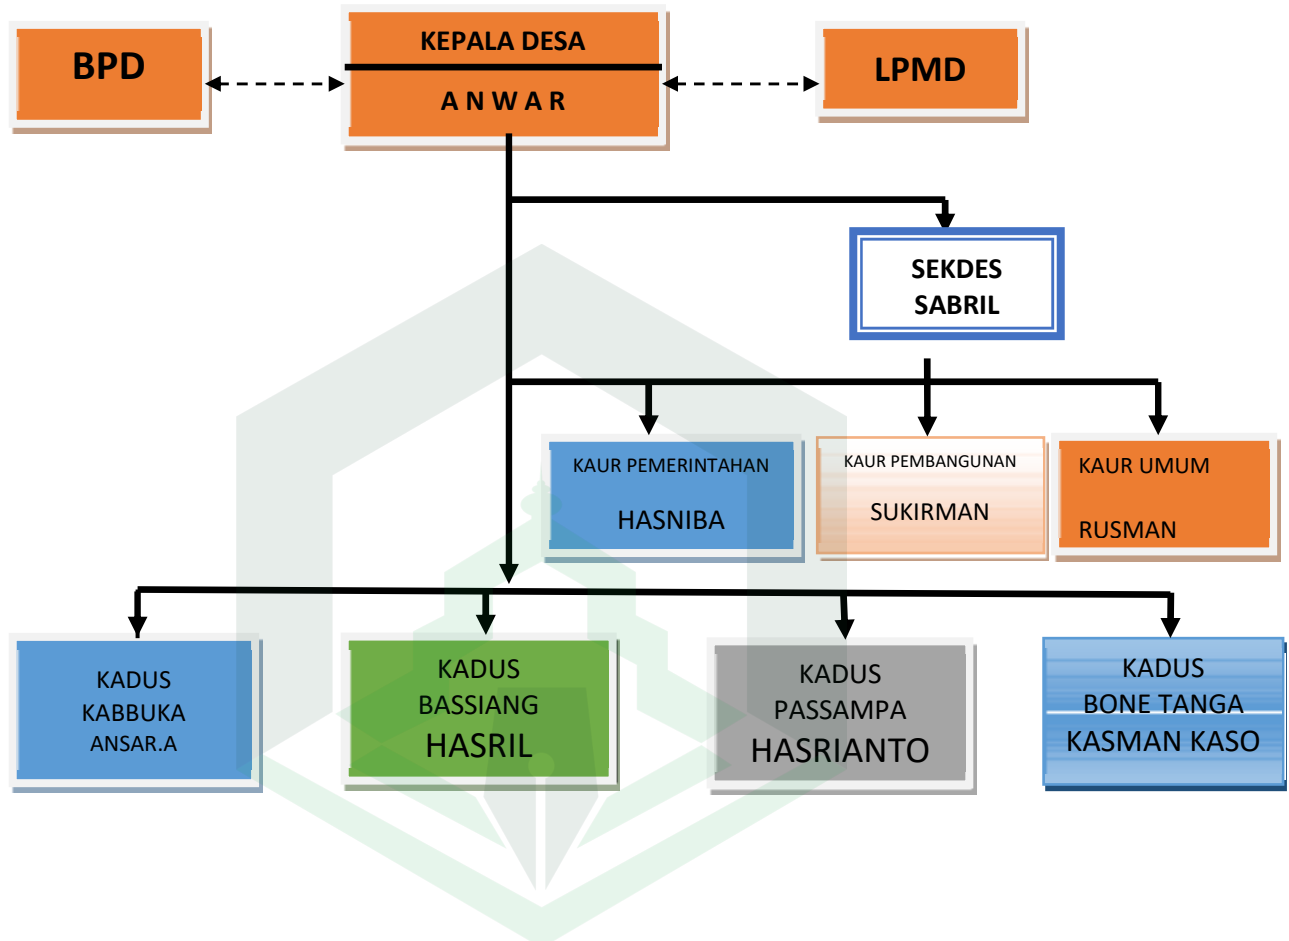 BPD
KEPALA DESA
A N W A R
LPMD
SEKDES
SABRIL
KAUR PEMERINTAHAN
HASNIBA
KAUR PEMBANGUNAN
SUKIRMAN
KAUR UMUM
RUSMAN
KADUS
KABBUKA
ANSAR.A
KADUS
BASSIANG
HASRIL
KADUS
PASSAMPA
HASRIANTO
KADUS
BONE TANGA
KASMAN KASO